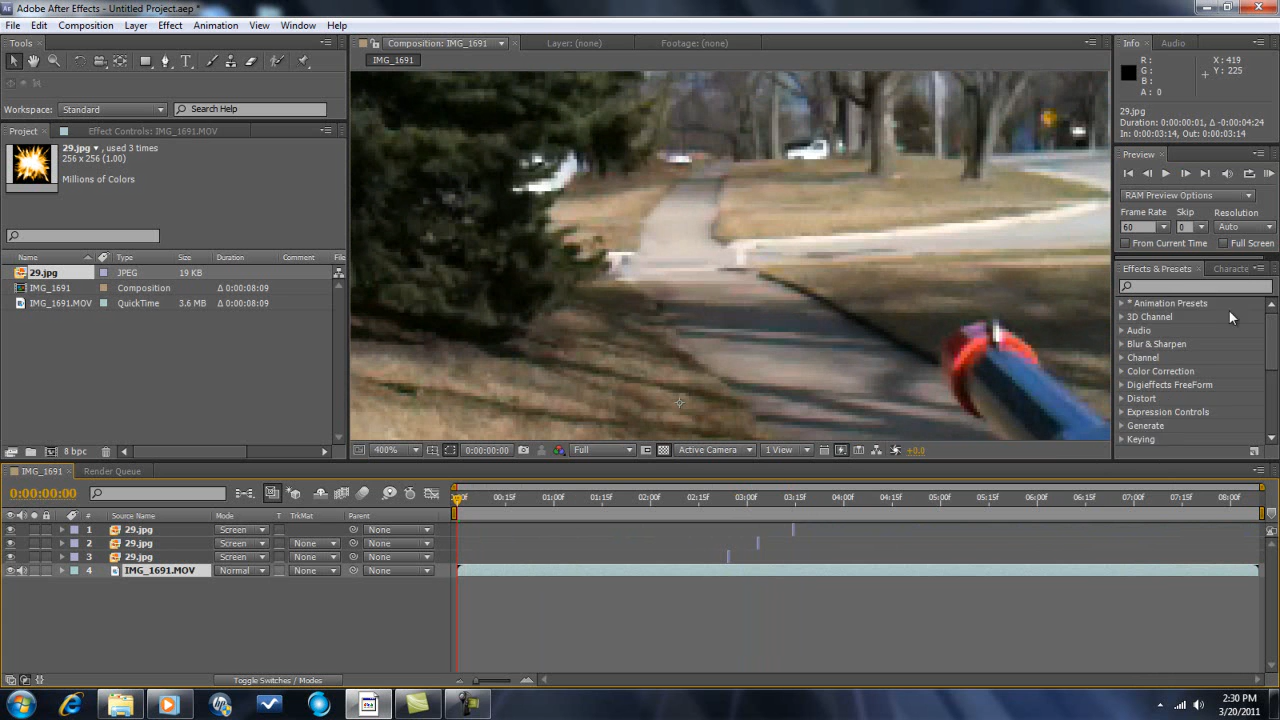 Adobe After Effects - Untitled Project.aep *
File Edit Composition Layer Effect Animation View Window Help
Tools
Workspace: Standard Search Help
Project Effect Controls: IMG_1691.MOV
29.jpg , used 3 times
256 x 256 (1.00)
Millions of Colors
Name Type Size Duration Comment File
29.jpg JPEG 19 KB
IMG_1691 Composition Δ 0:00:08:09
IMG_1691.MOV QuickTime 3.6 MB Δ 0:00:08:09
8 bpc
Composition: IMG_1691 Layer: (none) Footage: (none)
IMG_1691
400% 0:00:00:00 Full Active Camera 1 View +0.0
Info Audio
R :
G :
B :
A : 0
X : 419
Y : 225
29.jpg
Duration: 0:00:00:01, Δ -0:00:04:24
In: 0:00:03:14, Out: 0:00:03:14
Preview
RAM Preview Options
Frame Rate Skip Resolution
60 0 Auto
From Current Time Full Screen
Effects & Presets Characte
* Animation Presets
3D Channel
Audio
Blur & Sharpen
Channel
Color Correction
Digieffects FreeForm
Distort
Expression Controls
Generate
Keying
IMG_1691 Render Queue
0:00:00:00
00:15f 01:00f 01:15f 02:00f 02:15f 03:00f 03:15f 04:00f 04:15f 05:00f 05:15f 06:00f 06:15f 07:00f 07:15f 08:00f
# Source Name Mode T TrkMat Parent
1 29.jpg Screen None
2 29.jpg Screen None None
3 29.jpg Screen None None
4 IMG_1691.MOV Normal None None
Toggle Switches / Modes
2:30 PM
3/20/2011